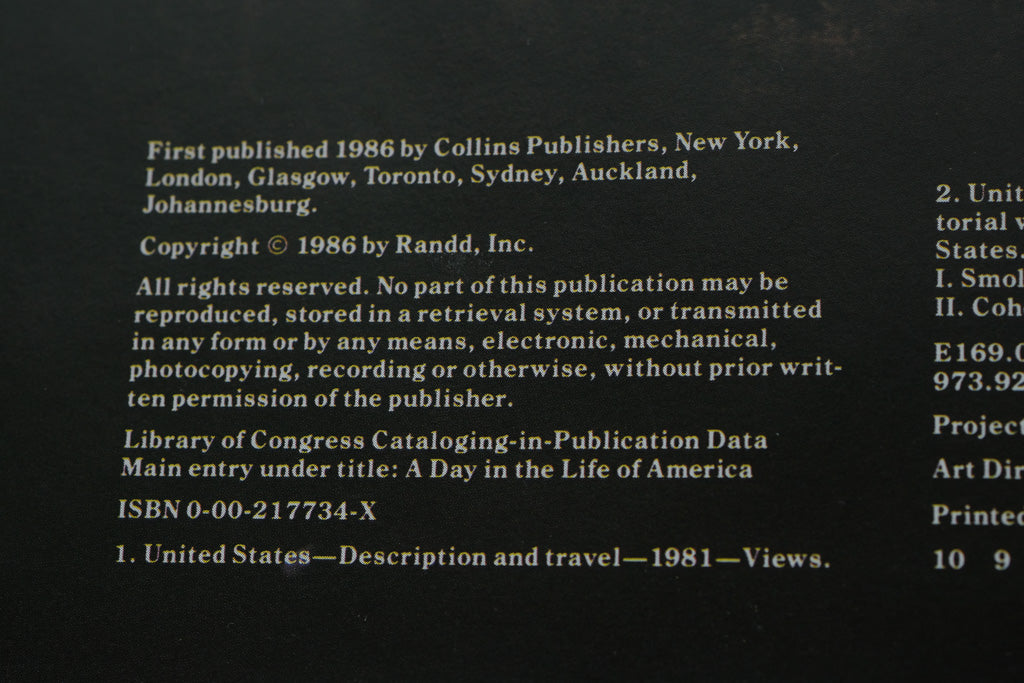 First published 1986 by Collins Publishers, New York,
London, Glasgow, Toronto, Sydney, Auckland,
Johannesburg.
Copyright © 1986 by Randd, Inc.
All rights reserved. No part of this publication may be
reproduced, stored in a retrieval system, or transmitted
in any form or by any means, electronic, mechanical,
photocopying, recording or otherwise, without prior writ-
ten permission of the publisher.
Library of Congress Cataloging-in-Publication Data
Main entry under title: A Day in the Life of America
ISBN 0-00-217734-X
1. United States—Description and travel—1981—Views.
2. Unit
torial v
States.
I. Smol
II. Coh
E169.0
973.92
Project
Art Dir
Printed
10 9